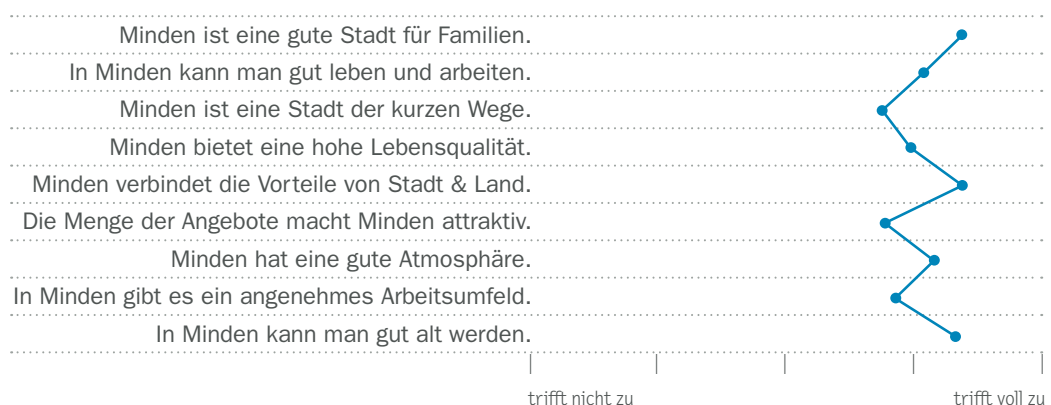 Minden ist eine gute Stadt für Familien.
In Minden kann man gut leben und arbeiten.
Minden ist eine Stadt der kurzen Wege.
Minden bietet eine hohe Lebensqualität.
Minden verbindet die Vorteile von Stadt & Land.
Die Menge der Angebote macht Minden attraktiv.
Minden hat eine gute Atmosphäre.
In Minden gibt es ein angenehmes Arbeitsumfeld.
In Minden kann man gut alt werden.
trifft nicht zu trifft voll zu